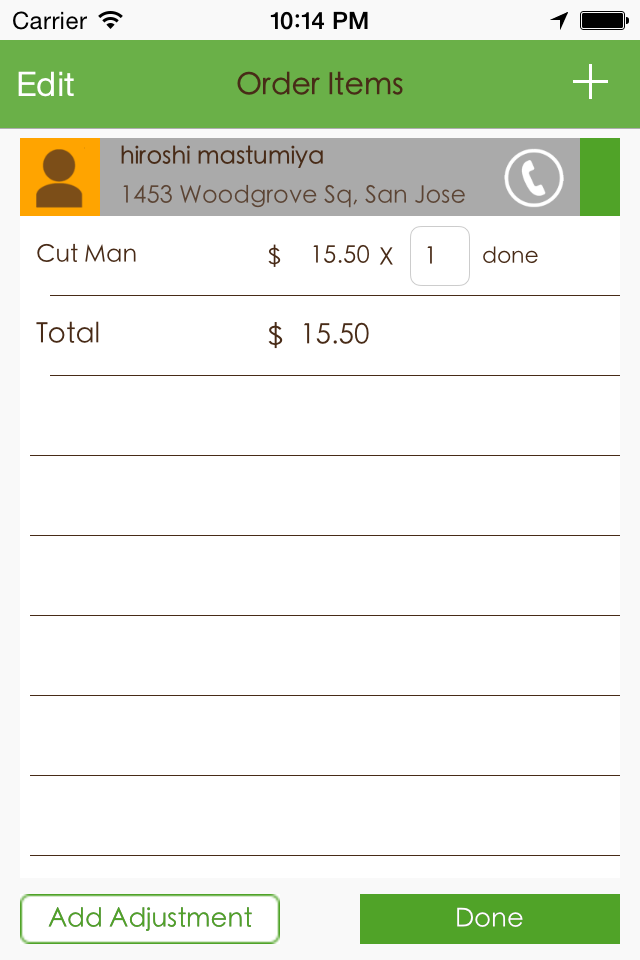 Carrier 10:14 PM
Edit Order Items +
hiroshi mastumiya
1453 Woodgrove Sq, San Jose
Cut Man $ 15.50 X 1 done
Total $ 15.50
Add Adjustment Done